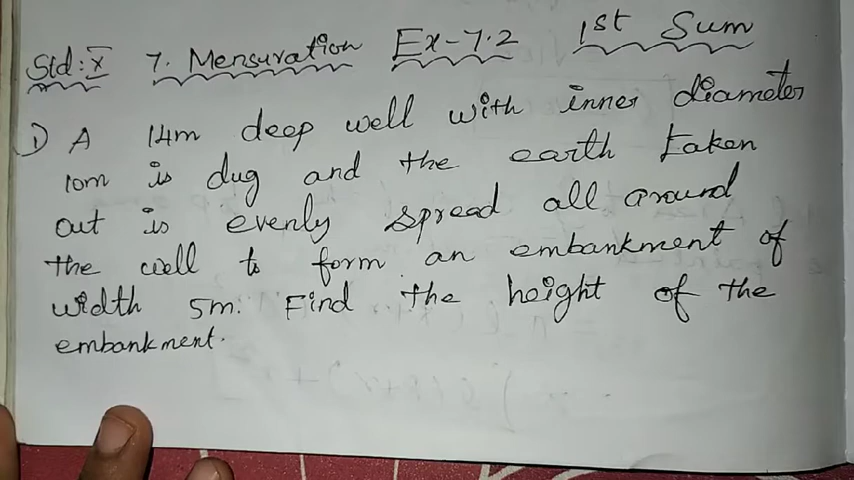 Std: X 7. Mensuration Ex-7.2 1st Sum
1) A 14m deep well with inner diameter
10m is dug and the earth taken
out is evenly spread all around
the well to form an embankment of
width 5m. Find the height of the
embankment.